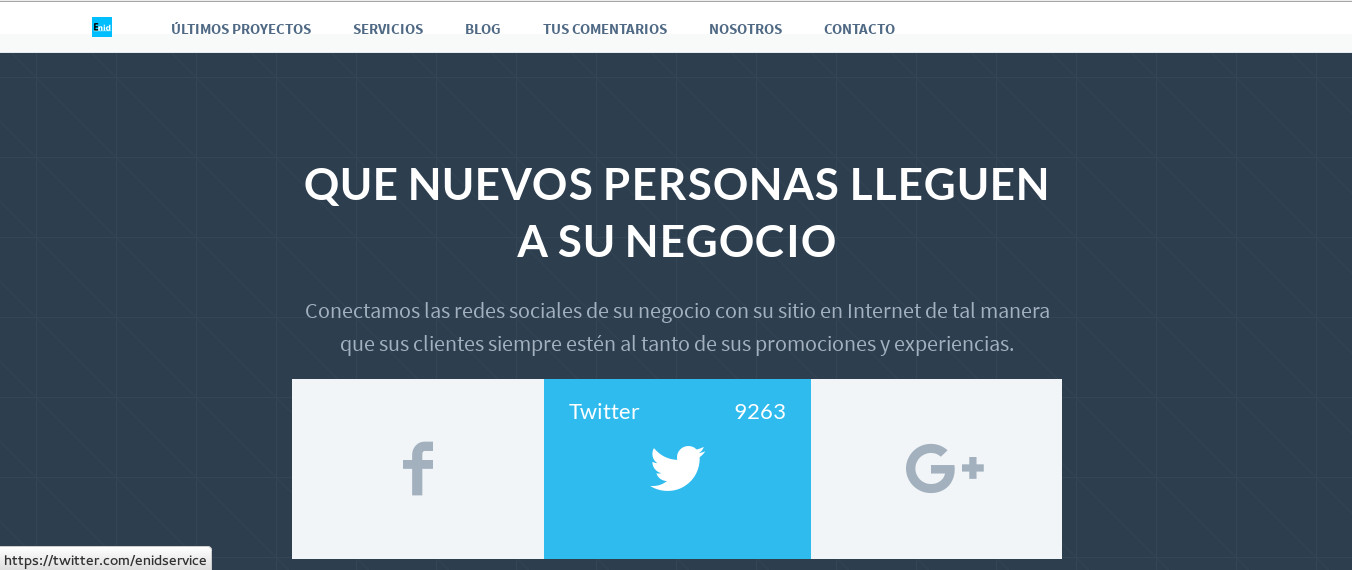 Enid ÚLTIMOS PROYECTOS SERVICIOS BLOG TUS COMENTARIOS NOSOTROS CONTACTO
QUE NUEVOS PERSONAS LLEGUEN
A SU NEGOCIO
Conectamos las redes sociales de su negocio con su sitio en Internet de tal manera
que sus clientes siempre estén al tanto de sus promociones y experiencias.
Twitter 9263
f G+
https://twitter.com/enidservice